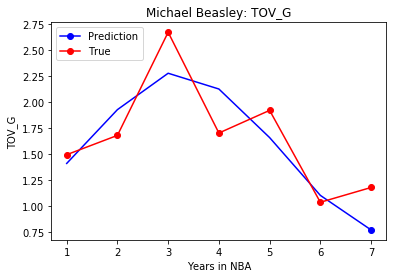 Michael Beasley: TOV_G
Prediction
True
2.75
2.50
2.25
2.00
1.75
1.50
1.25
1.00
0.75
TOV_G
1 2 3 4 5 6 7
Years in NBA